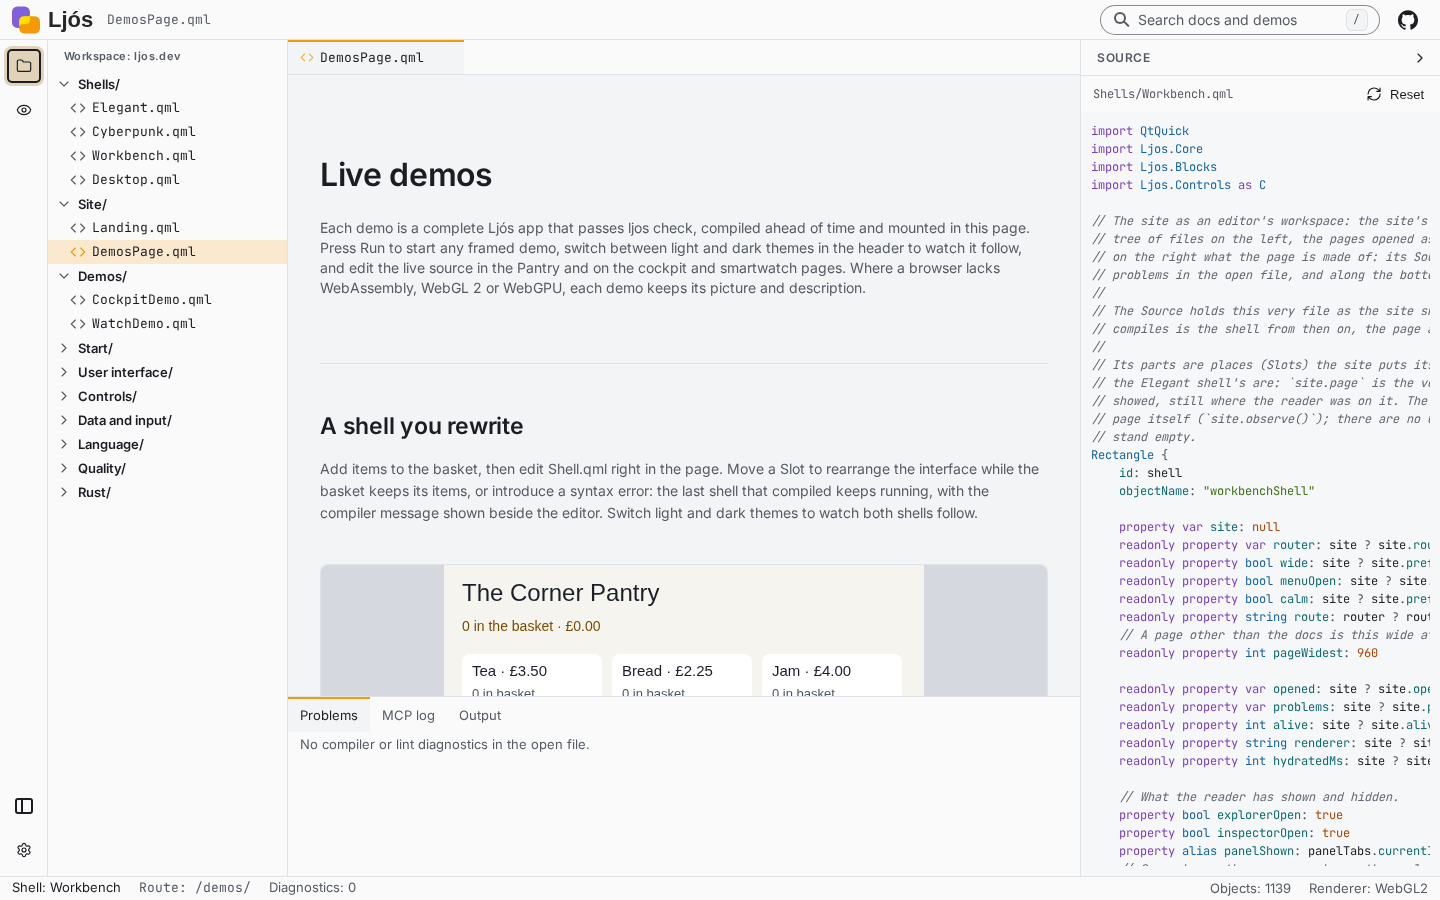 Ljós DemosPage.qml
Search docs and demos /
Workspace: ljos.dev
Shells/
Elegant.qml
Cyberpunk.qml
Workbench.qml
Desktop.qml
Site/
Landing.qml
DemosPage.qml
Demos/
CockpitDemo.qml
WatchDemo.qml
Start/
User interface/
Controls/
Data and input/
Language/
Quality/
Rust/
DemosPage.qml
Live demos
Each demo is a complete Ljós app that passes ljos check, compiled ahead of time and mounted in this page.
Press Run to start any framed demo, switch between light and dark themes in the header to watch it follow,
and edit the live source in the Pantry and on the cockpit and smartwatch pages. Where a browser lacks
WebAssembly, WebGL 2 or WebGPU, each demo keeps its picture and description.
A shell you rewrite
Add items to the basket, then edit Shell.qml right in the page. Move a Slot to rearrange the interface while the
basket keeps its items, or introduce a syntax error: the last shell that compiled keeps running, with the
compiler message shown beside the editor. Switch light and dark themes to watch both shells follow.
The Corner Pantry
0 in the basket · £0.00
Tea · £3.50 Bread · £2.25 Jam · £4.00
0 in basket 0 in basket 0 in basket
Problems MCP log Output
No compiler or lint diagnostics in the open file.
SOURCE
Shells/Workbench.qml Reset
import QtQuick
import Ljos.Core
import Ljos.Blocks
import Ljos.Controls as C
// The site as an editor's workspace: the site's
// tree of files on the left, the pages opened as
// on the right what the page is made of: its Sou
// problems in the open file, and along the botto
//
// The Source holds this very file as the site sh
// compiles is the shell from then on, the page a
//
// Its parts are places (Slots) the site puts its
// the Elegant shell's are: `site.page` is the ve
// showed, still where the reader was on it. The
// page itself (`site.observe()`); there are no
// stand empty.
Rectangle {
id: shell
objectName: "workbenchShell"
property var site: null
readonly property var router: site ? site.rou
readonly property bool wide: site ? site.pref
readonly property bool menuOpen: site ? site.
readonly property bool calm: site ? site.pref
readonly property string route: router ? rout
// A page other than the docs is this wide a
readonly property int pageWidest: 960
readonly property var opened: site ? site.ope
readonly property var problems: site ? site.p
readonly property int alive: site ? site.aliv
readonly property string renderer: site ? sit
readonly property int hydratedMs: site ? site
// What the reader has shown and hidden.
property bool explorerOpen: true
property bool inspectorOpen: true
property alias panelShown: panelTabs.currentI
Shell: Workbench Route: /demos/ Diagnostics: 0
Objects: 1139 Renderer: WebGL2